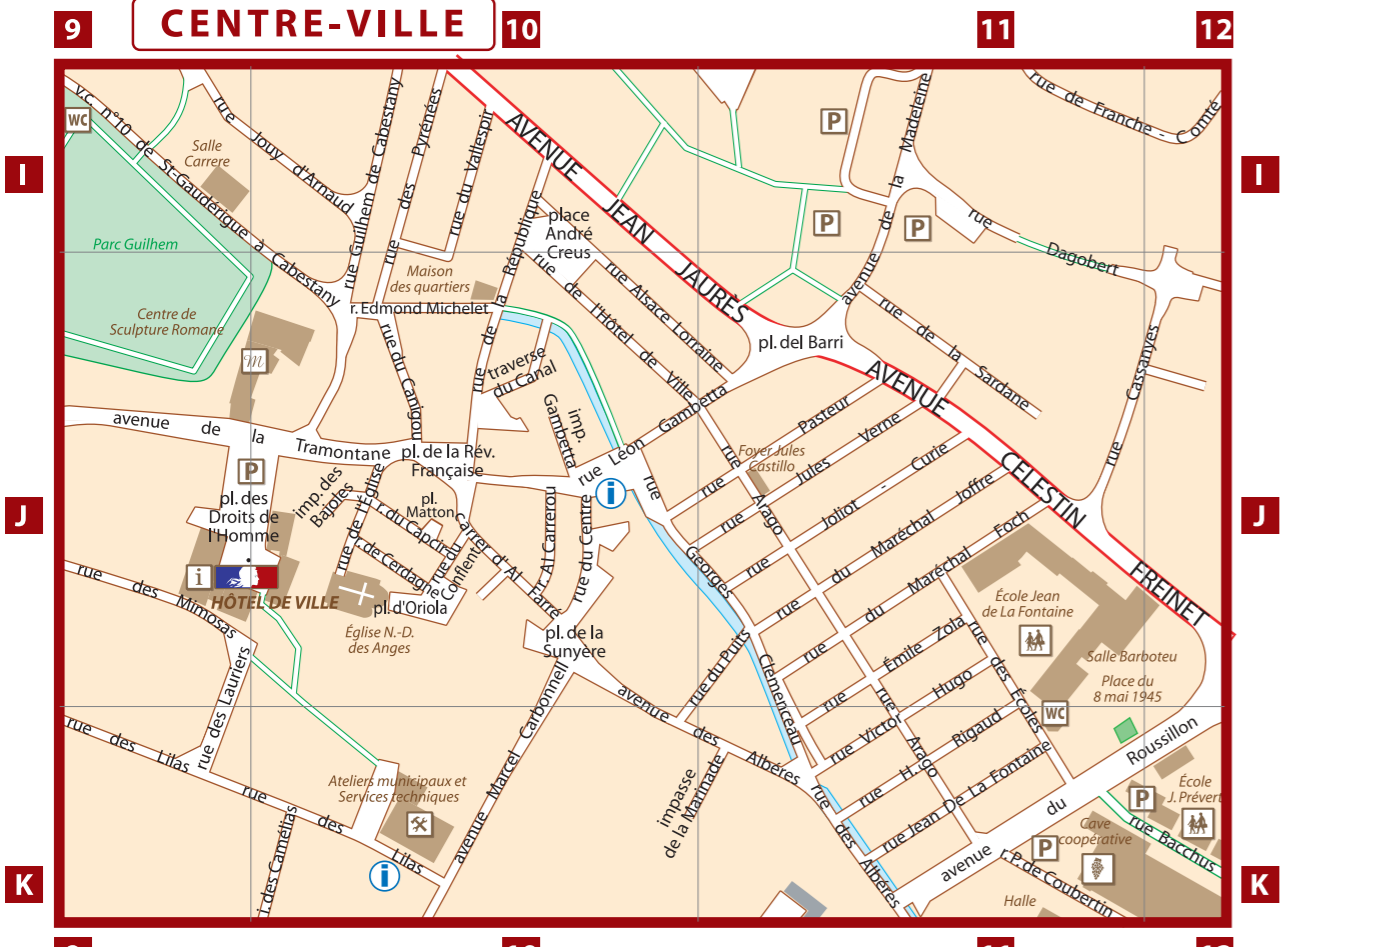 CENTRE-VILLE
9
10
11
12
I
I
J
J
K
K
v.c. n°10 de St-Gaudérique à Cabestany
WC
Salle
Carrere
rue Jouy d'Arnaud
rue Guilhem de Cabestany
rue des Pyrénées
rue du Vallespir
AVENUE JEAN JAURÈS
P
avenue de la Madeleine
rue de Franche - Comté
P
P
rue Dagobert
place
André
Creus
Parc Guilhem
Maison
des quartiers
rue de la République
rue de l'Hôtel de Ville
rue Alsace Lorraine
r. Edmond Michelet
Centre de
Sculpture Romane
M
rue du Canigon
traverse
du Canal
pl. del Barri
AVENUE CELESTIN FREINET
rue de la Sardane
rue Cassanyes
avenue de la Tramontane
imp.
Gambetta
rue Léon Gambetta
pl. de la Rév.
Française
Foyer Jules
Castillo
rue Pasteur
rue Jules Verne
rue Joliot - Curie
rue du Maréchal Joffre
rue du Maréchal Foch
rue Arago
P
pl. des
Droits de
l'Homme
imp. des
Bajoles
rue de l'Église
pl.
Matton
r. du Capcir
r. de Cerdagne
rue du
Conflent
carrer d'Al Farré
Fr. Al Carrerou
rue du Centre
i
rue Georges Clemenceau
i
HÔTEL DE VILLE
pl. d'Oriola
Église N.-D.
des Anges
pl. de la
Sunyère
rue des Mimosas
rue des Lauriers
rue du Puits
rue Émile Zola
rue Victor Hugo
rue H. Rigaud
rue Jean De La Fontaine
rue Arago
rue des Écoles
École Jean
de La Fontaine
Salle Barboteu
Place du
8 mai 1945
WC
rue des Lilas
rue des Lilas
avenue Marcel Carbonnell
avenue des Albéres
impasse
de la Marinade
rue des Albéres
Ateliers municipaux et
Services techniques
i. des Camélias
i
avenue du Roussillon
École
J. Prévert
P
rue Bacchus
Cave
coopérative
P
r. P. de Coubertin
Halle